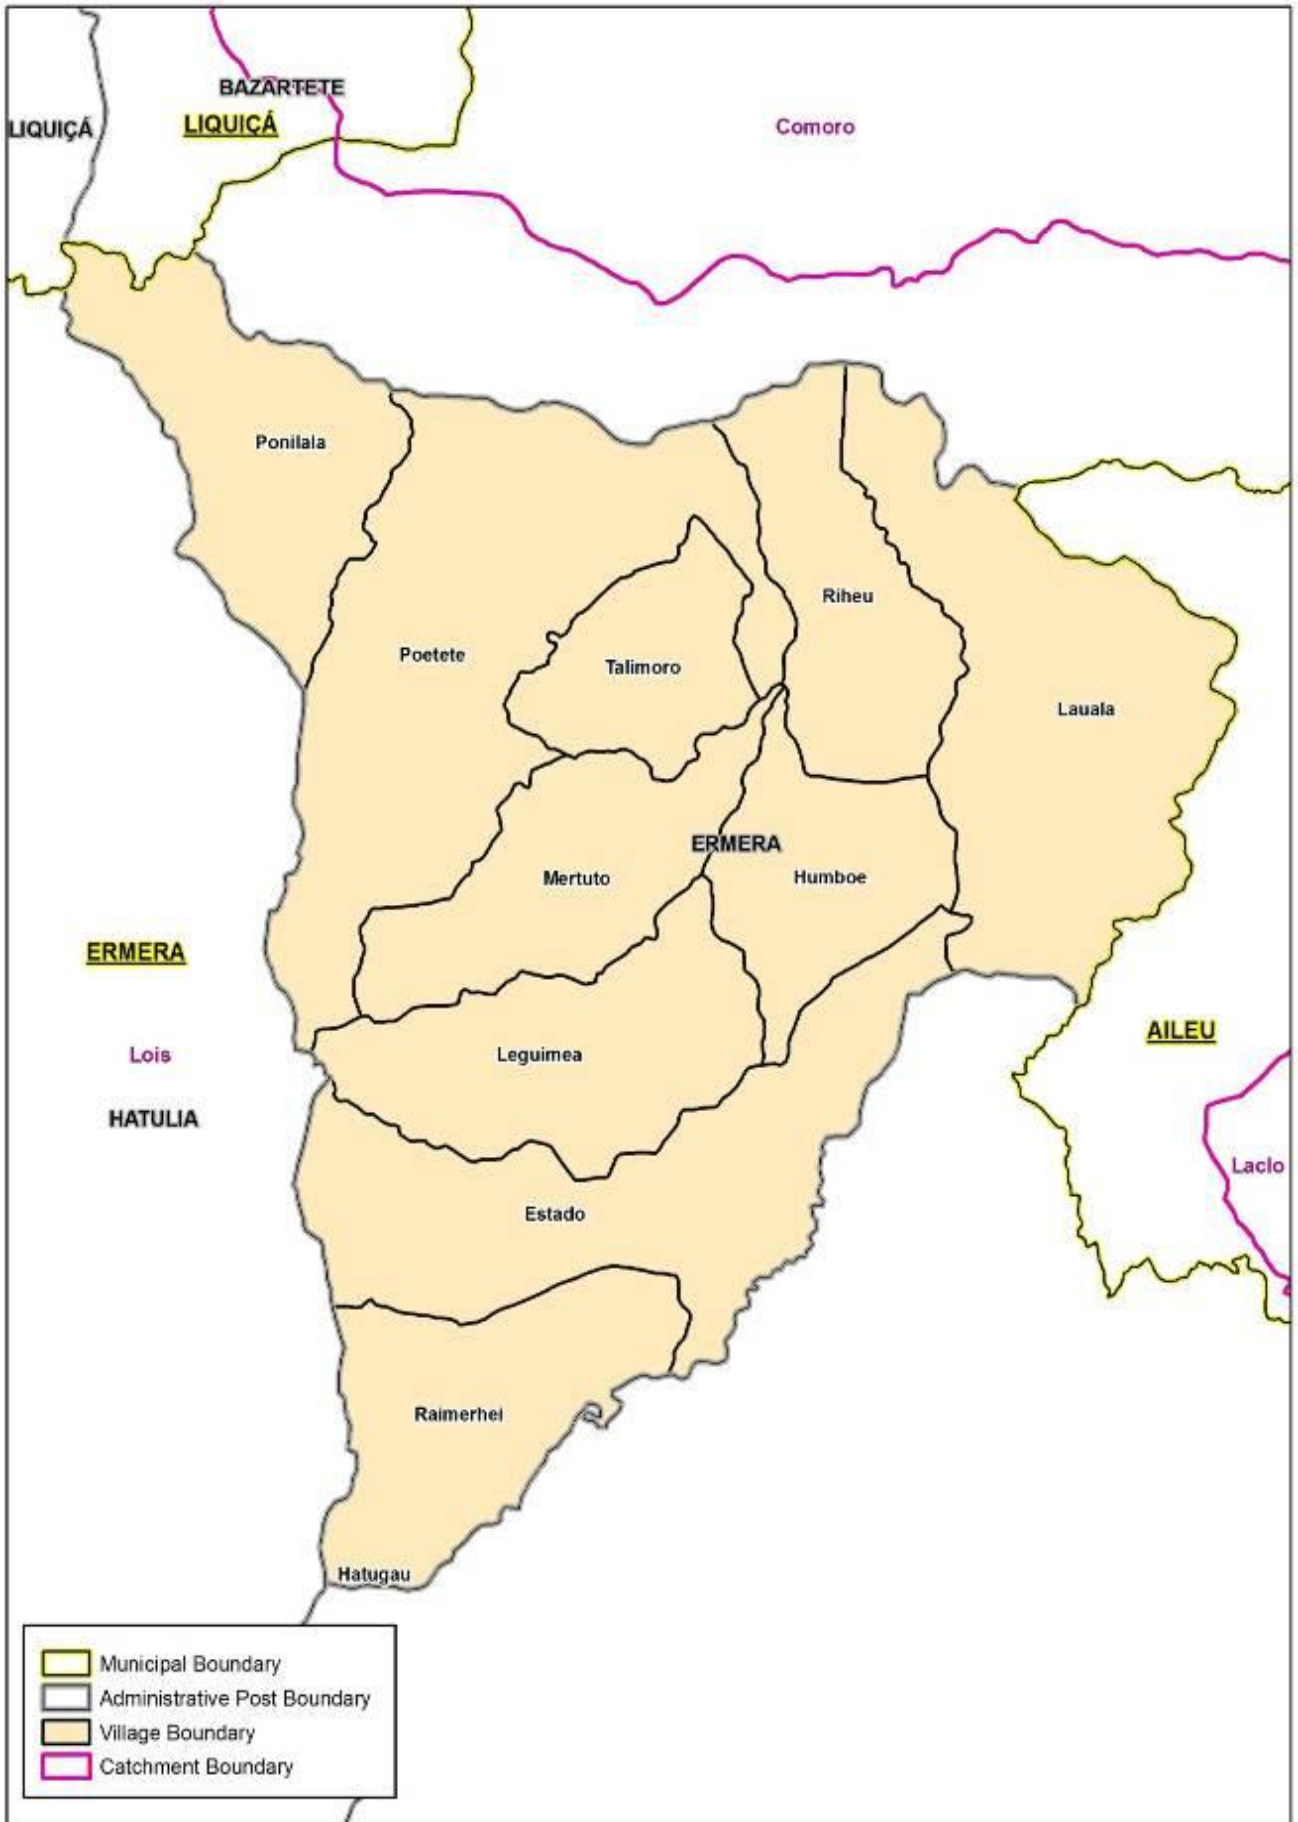 BAZARTETE
LIQUIÇÁ
LIQUIÇÁ
Comoro
Ponilala
Riheu
Poetete
Talimoro
Lauala
ERMERA
Mertuto
Humboe
ERMERA
AILEU
Lois
Leguimea
HATULIA
Laclo
Estado
Raimerhei
Hatugau
Municipal Boundary
Administrative Post Boundary
Village Boundary
Catchment Boundary